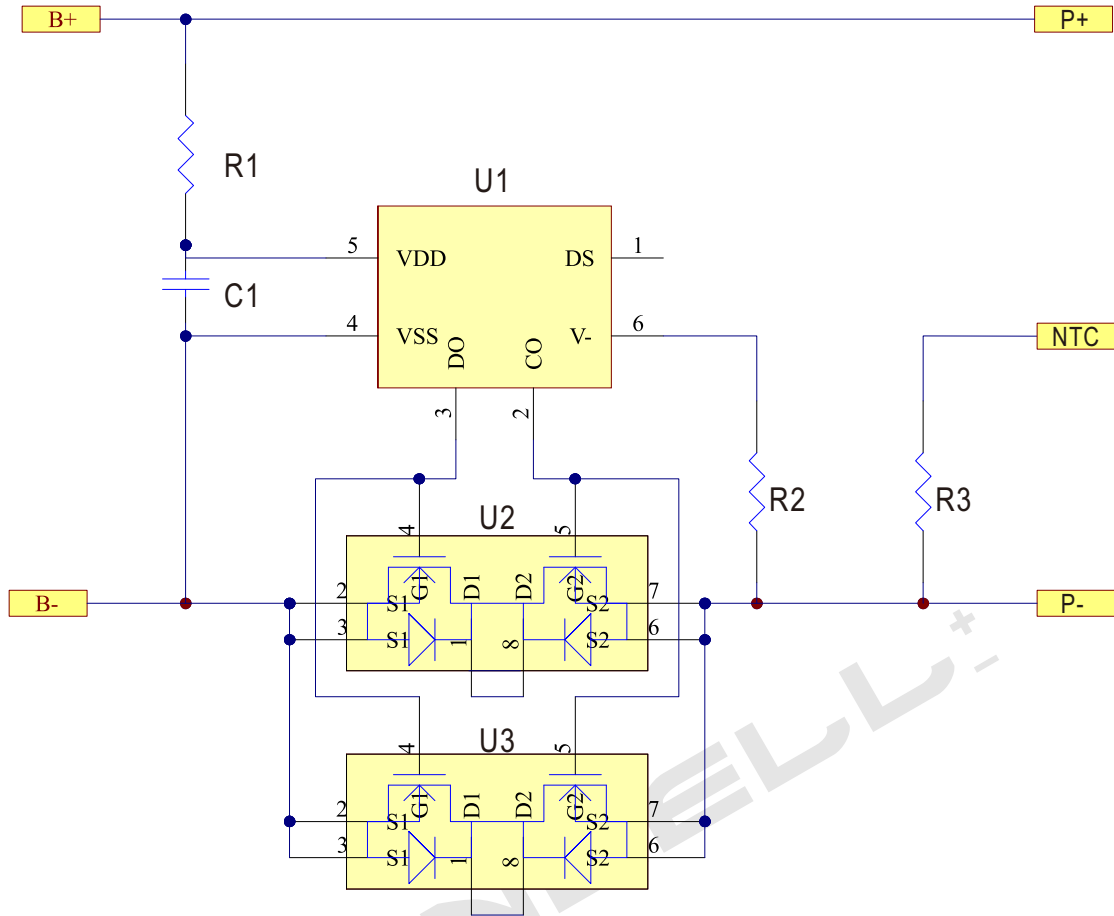 B+ P+
R1
U1
5 VDD DS 1
C1
4 VSS V- 6
DO CO
NTC
3 2
R2 R3
U2
4 5
G1 D1 D2 G2
B- 2 S1 S2 7 P-
3 S1 1 8 S2 6
U3
4 5
G1 D1 D2 G2
2 S1 S2 7
3 S1 1 8 S2 6